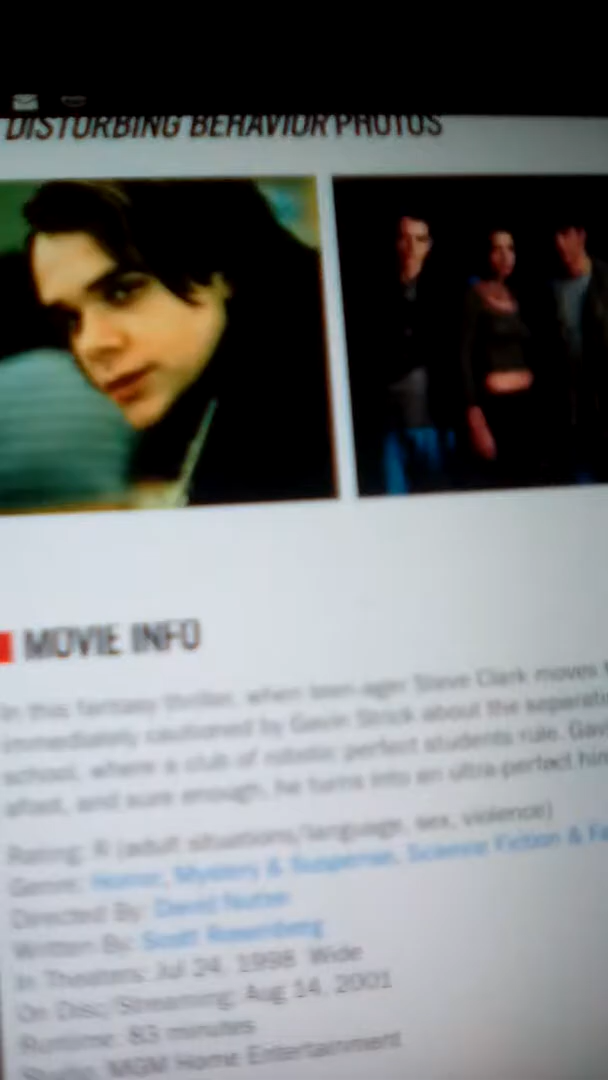 DISTURBING BEHAVIOR PHOTOS
MOVIE INFO
In this fantasy thriller, when teen-ager Steve Clark moves
immediately cautioned by Gavin Strick about the
school, where a club of robotic perfect students rule.
afoot, and sure enough, he turns into an ultra-perfect
Rating: R (adult situations/language, sex, violence)
Genre: Horror, Mystery & Suspense, Science Fiction &
Directed By: David Nutter
Written By: Scott Rosenberg
In Theaters: Jul 24, 1998 Wide
On Disc/Streaming: Aug 14, 2001
Runtime: 83 minutes
Studio: MGM Home Entertainment